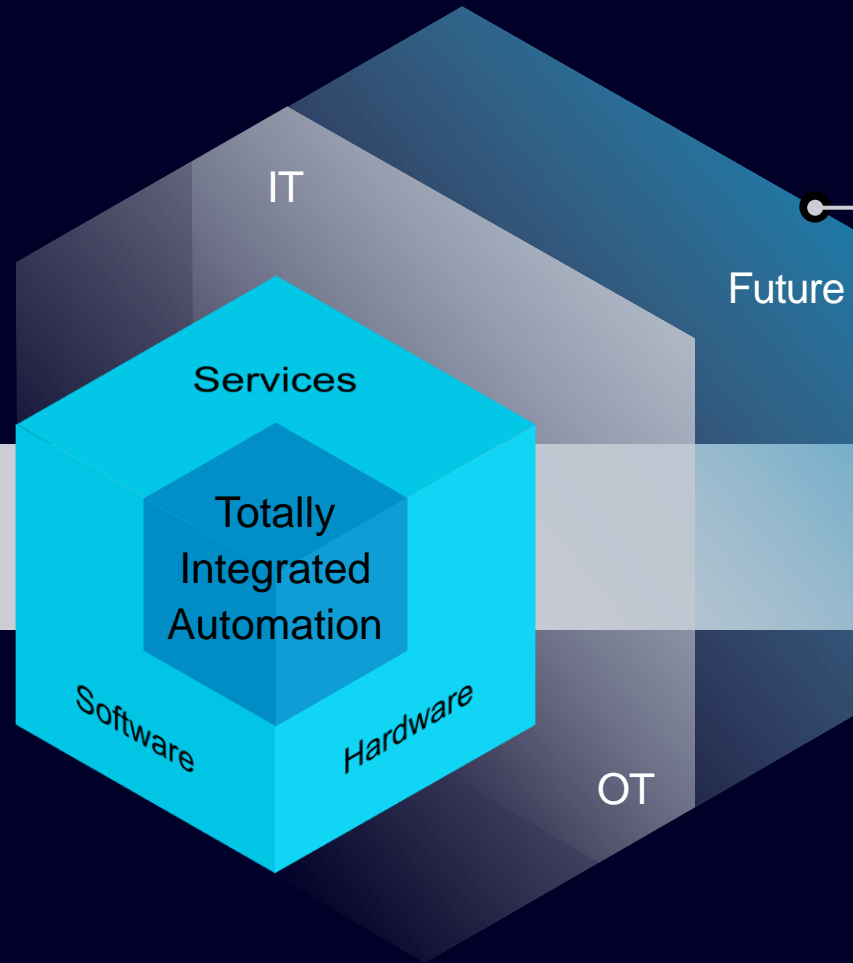 IT
Future
Services
Totally
Integrated
Automation
Software
Hardware
OT